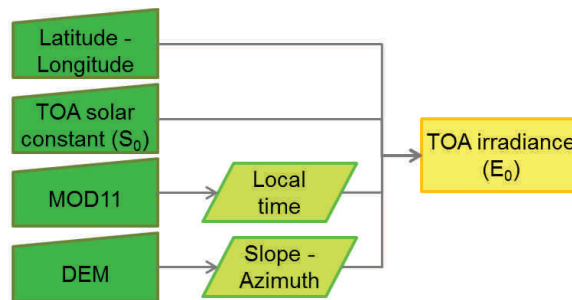 Latitude -
Longitude
TOA solar
constant (S₀)
MOD11
Local
time
DEM
Slope -
Azimuth
TOA irradiance
(E₀)